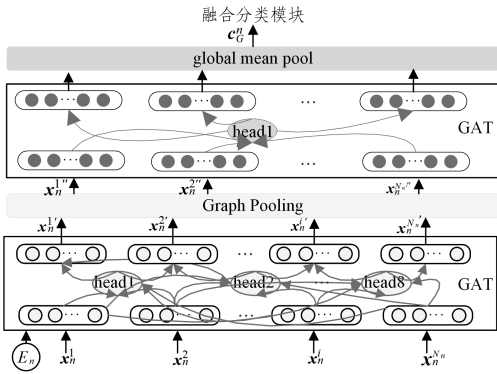 融合分类模块
c_G^n
global mean pool
... head1 GAT
x_n^{1''} x_n^{2''} x_n^{N_n''}
Graph Pooling
x_n^{1'} x_n^{2'} x_n^{i'} x_n^{N_n'}
head1 head2 ... head8 GAT
E_n x_n^1 x_n^2 x_n^i x_n^{N_n}